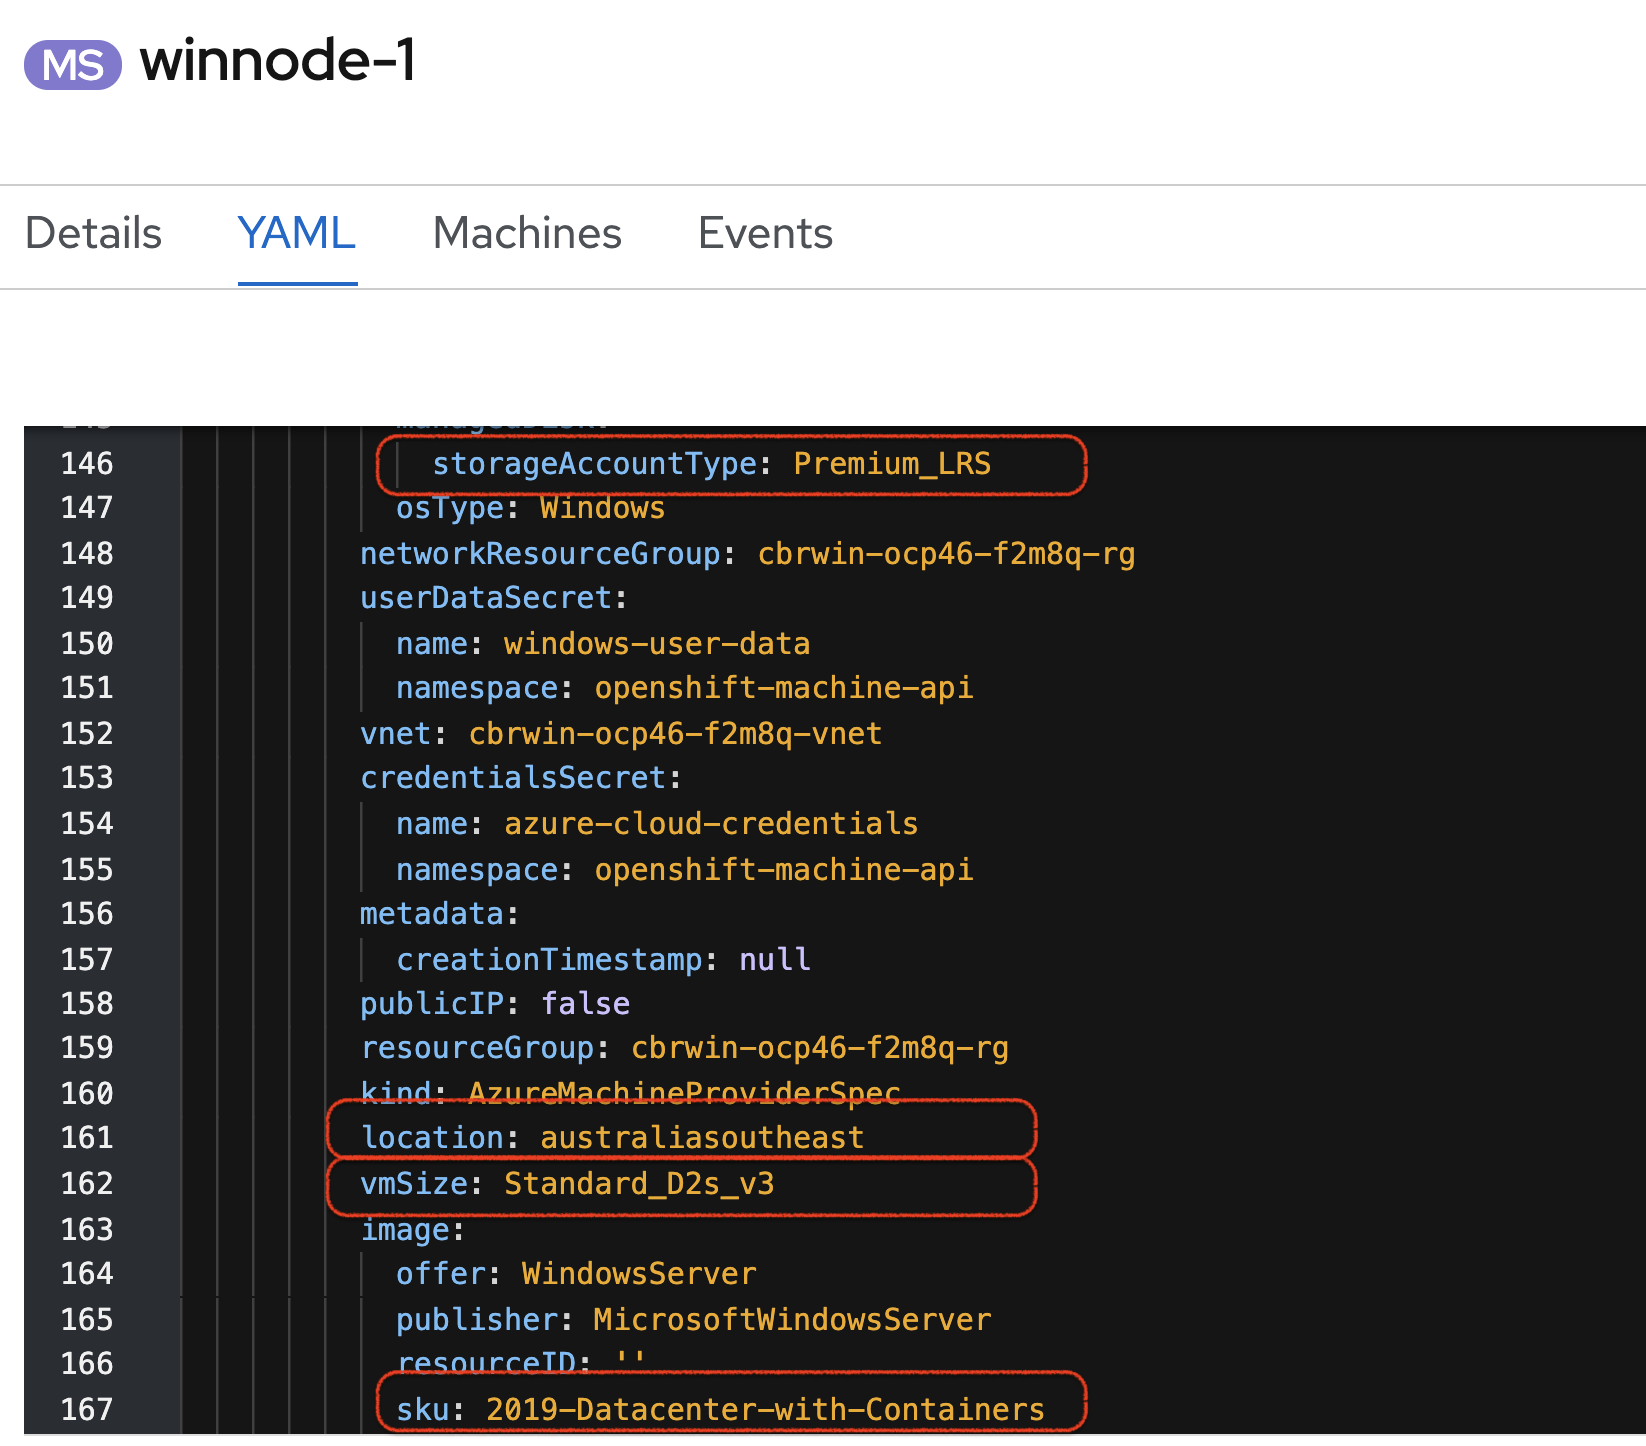 MS winnode-1
Details YAML Machines Events
146 storageAccountType: Premium_LRS
147 osType: Windows
148 networkResourceGroup: cbrwin-ocp46-f2m8q-rg
149 userDataSecret:
150 name: windows-user-data
151 namespace: openshift-machine-api
152 vnet: cbrwin-ocp46-f2m8q-vnet
153 credentialsSecret:
154 name: azure-cloud-credentials
155 namespace: openshift-machine-api
156 metadata:
157 creationTimestamp: null
158 publicIP: false
159 resourceGroup: cbrwin-ocp46-f2m8q-rg
160 kind: AzureMachineProviderSpec
161 location: australiasoutheast
162 vmSize: Standard_D2s_v3
163 image:
164 offer: WindowsServer
165 publisher: MicrosoftWindowsServer
166 resourceID: ''
167 sku: 2019-Datacenter-with-Containers